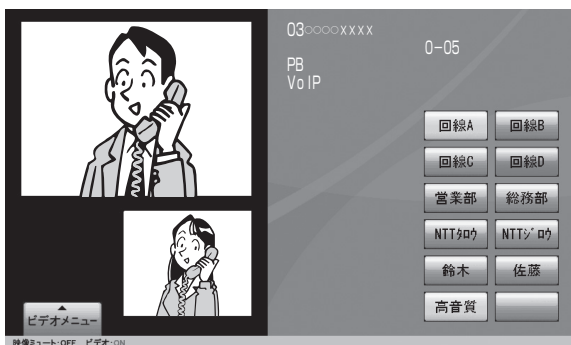 03○○○○xxxx
0-05
PB
VoIP
回線A
回線B
回線C
回線D
営業部
総務部
NTTﾀﾛｳ
NTTｼﾞﾛｳ
鈴木
佐藤
高音質
ビデオメニュー
映像ミュート:OFF ビデオ:ON